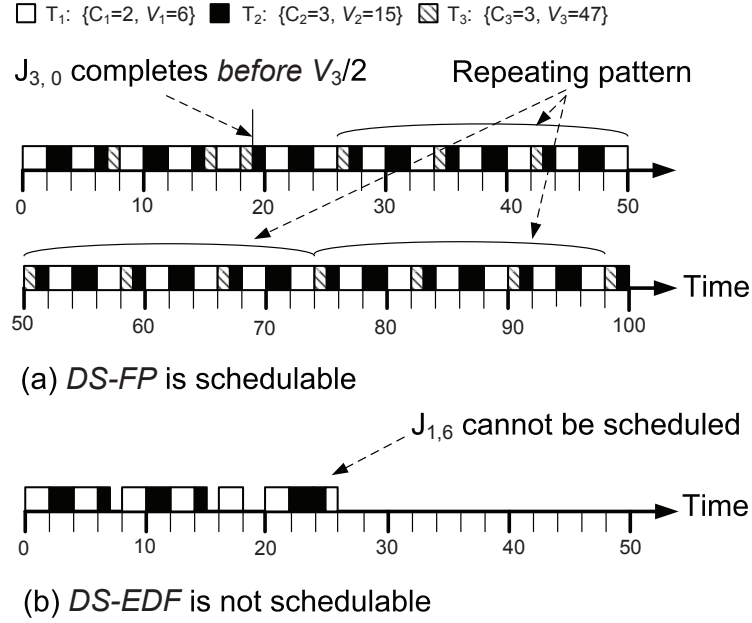 T1: {C1=2, V1=6} T2: {C2=3, V2=15} T3: {C3=3, V3=47}
J3, 0 completes before V3/2
Repeating pattern
0 10 20 30 40 50
Time
50 60 70 80 90 100
(a) DS-FP is schedulable
J1,6 cannot be scheduled
Time
0 10 20 30 40 50
(b) DS-EDF is not schedulable